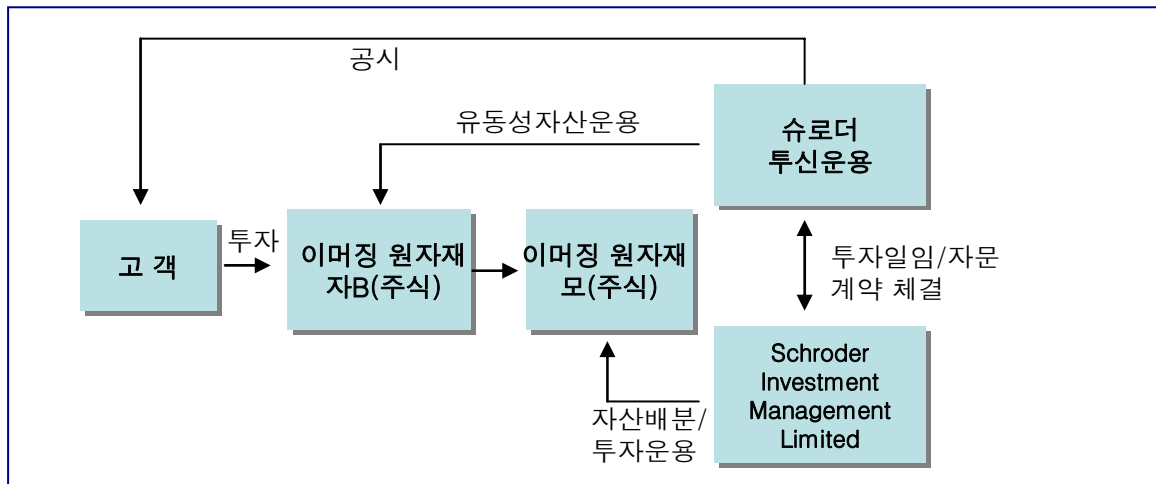 공시
유동성자산운용
슈로더
투신운용
고 객
투자
이머징 원자재
자B(주식)
이머징 원자재
모(주식)
투자일임/자문
계약 체결
자산배분/
투자운용
Schroder
Investment
Management
Limited